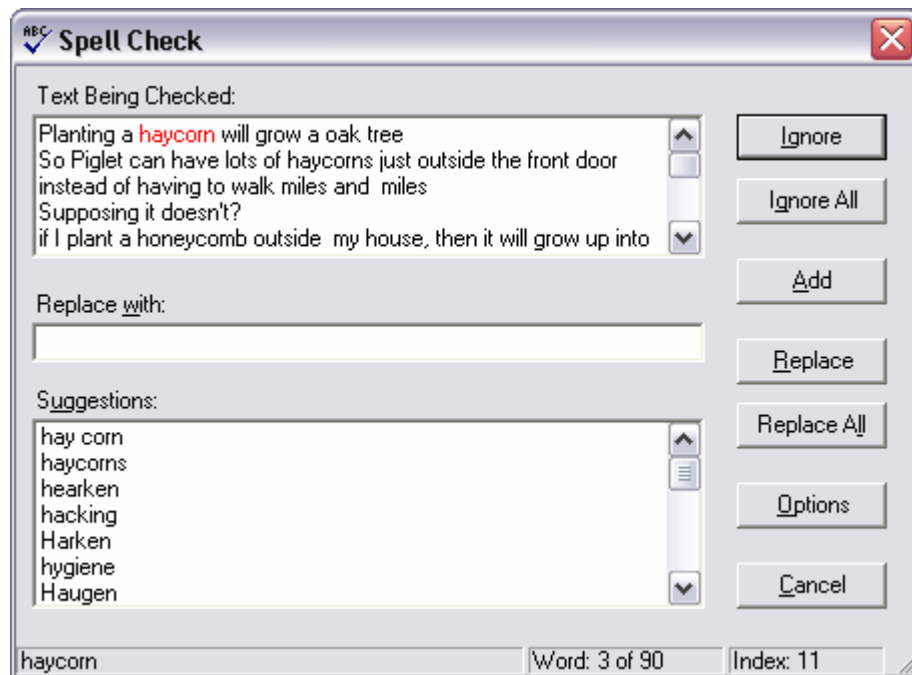 ABC
Spell Check
Text Being Checked:
Planting a haycorn will grow a oak tree
So Piglet can have lots of haycorns just outside the front door
instead of having to walk miles and  miles
Supposing it doesn't?
if I plant a honeycomb outside  my house, then it will grow up into
Replace with:
Suggestions:
hay corn
haycorns
hearken
hacking
Harken
hygiene
Haugen
Ignore
Ignore All
Add
Replace
Replace All
Options
Cancel
haycorn
Word: 3 of 90
Index: 11